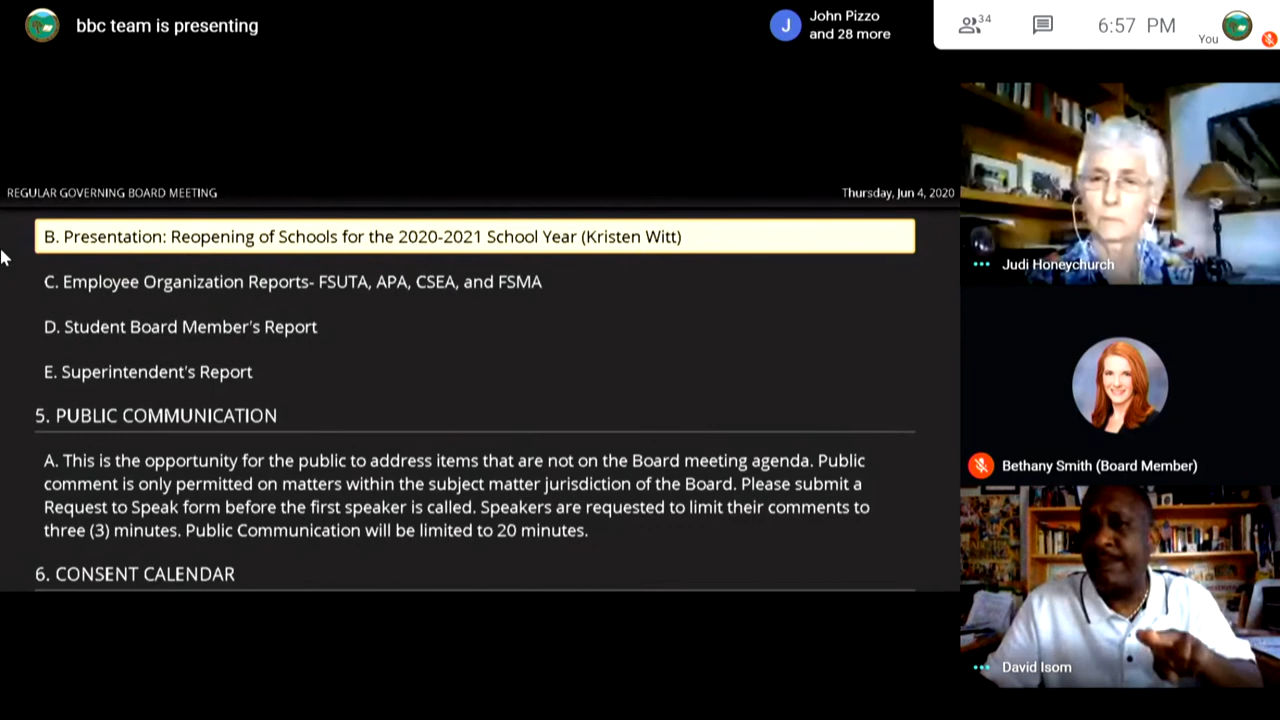 bbc team is presenting
J
John Pizzo
and 28 more
34
6:57 PM
You
REGULAR GOVERNING BOARD MEETING
Thursday, Jun 4, 2020
B. Presentation: Reopening of Schools for the 2020-2021 School Year (Kristen Witt)
C. Employee Organization Reports- FSUTA, APA, CSEA, and FSMA
D. Student Board Member's Report
E. Superintendent's Report
5. PUBLIC COMMUNICATION
A. This is the opportunity for the public to address items that are not on the Board meeting agenda. Public
comment is only permitted on matters within the subject matter jurisdiction of the Board. Please submit a
Request to Speak form before the first speaker is called. Speakers are requested to limit their comments to
three (3) minutes. Public Communication will be limited to 20 minutes.
6. CONSENT CALENDAR
Judi Honeychurch
Bethany Smith (Board Member)
David Isom